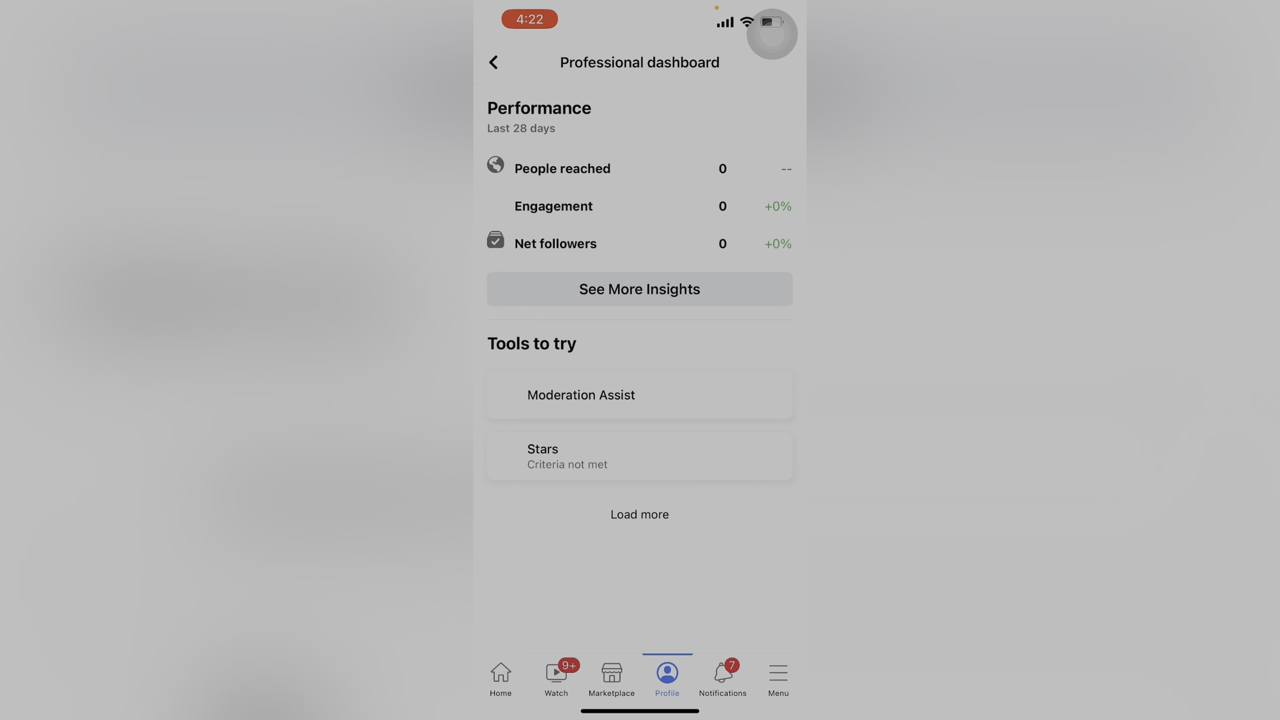 4:22
Professional dashboard
Performance
Last 28 days
People reached 0 --
Engagement 0 +0%
Net followers 0 +0%
See More Insights
Tools to try
Moderation Assist
Stars
Criteria not met
Load more
9+ 7
Home Watch Marketplace Profile Notifications Menu